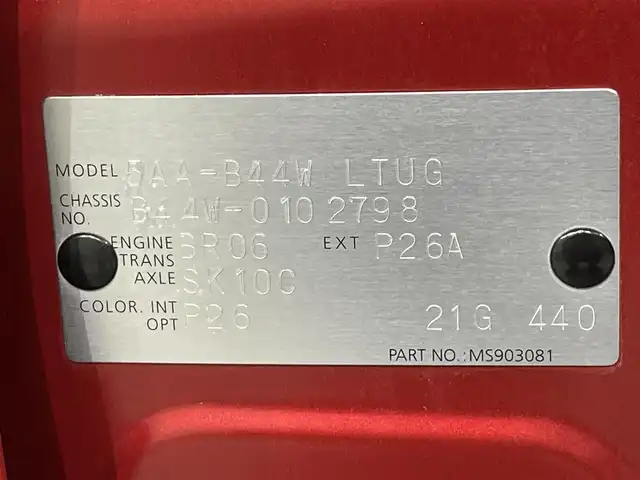 MODEL 5AA-B44W LTUG
CHASSIS NO. B44W-0102798
ENGINE BR06 EXT P26A
TRANS AXLE SK10C
COLOR. INT P26 21G 440
OPT
PART NO.: MS903081